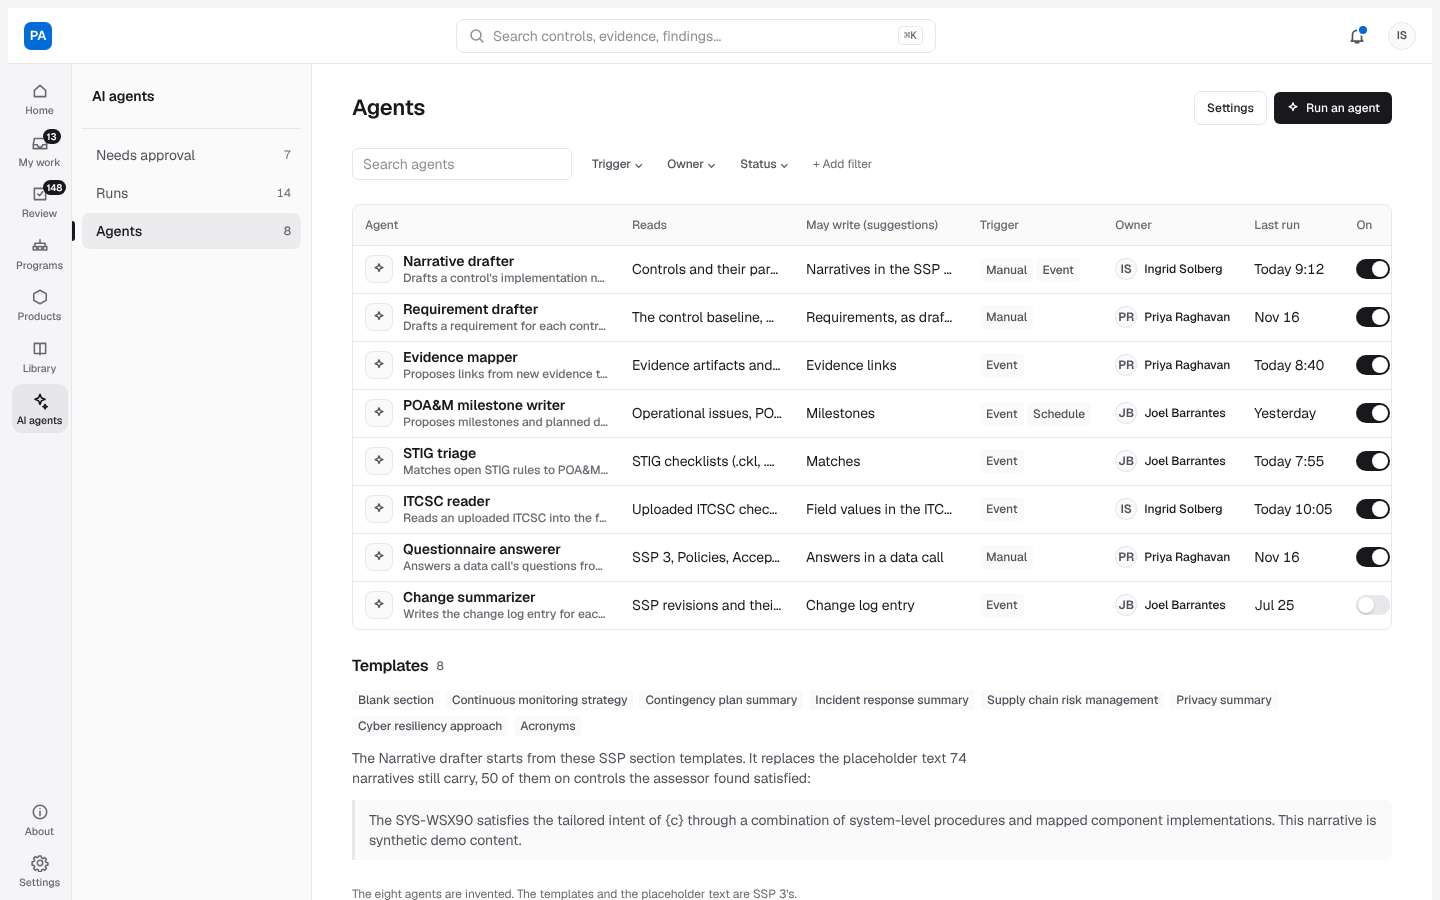 PA
Search controls, evidence, findings...
⌘K
IS
Home
13
My work
148
Review
Programs
Products
Library
AI agents
About
Settings
AI agents
Needs approval 7
Runs 14
Agents 8
Agents
Settings
Run an agent
Search agents
Trigger
Owner
Status
+ Add filter
Agent Reads May write (suggestions) Trigger Owner Last run On
Narrative drafter
Drafts a control's implementation n...
Controls and their par...
Narratives in the SSP ...
Manual Event
IS Ingrid Solberg
Today 9:12
Requirement drafter
Drafts a requirement for each contr...
The control baseline, ...
Requirements, as draf...
Manual
PR Priya Raghavan
Nov 16
Evidence mapper
Proposes links from new evidence t...
Evidence artifacts and...
Evidence links
Event
PR Priya Raghavan
Today 8:40
POA&M milestone writer
Proposes milestones and planned d...
Operational issues, PO...
Milestones
Event Schedule
JB Joel Barrantes
Yesterday
STIG triage
Matches open STIG rules to POA&M...
STIG checklists (.ckl, ....
Matches
Event
JB Joel Barrantes
Today 7:55
ITCSC reader
Reads an uploaded ITCSC into the f...
Uploaded ITCSC chec...
Field values in the ITC...
Event
IS Ingrid Solberg
Today 10:05
Questionnaire answerer
Answers a data call's questions fro...
SSP 3, Policies, Accep...
Answers in a data call
Manual
PR Priya Raghavan
Nov 16
Change summarizer
Writes the change log entry for eac...
SSP revisions and thei...
Change log entry
Event
JB Joel Barrantes
Jul 25
Templates 8
Blank section Continuous monitoring strategy Contingency plan summary Incident response summary Supply chain risk management Privacy summary
Cyber resiliency approach Acronyms
The Narrative drafter starts from these SSP section templates. It replaces the placeholder text 74
narratives still carry, 50 of them on controls the assessor found satisfied:
The SYS-WSX90 satisfies the tailored intent of {c} through a combination of system-level procedures and mapped component implementations. This narrative is
synthetic demo content.
The eight agents are invented. The templates and the placeholder text are SSP 3's.